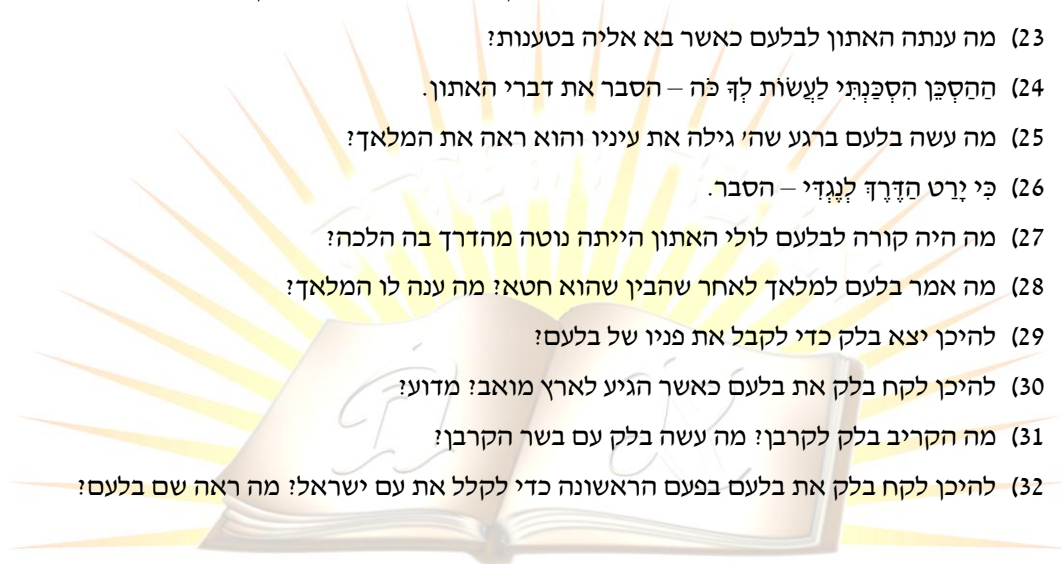 23) מה ענתה האתון לבלעם כאשר בא אליה בטענות?
24) הַהַסְכֵּן הִסְכַּנְתִּי לַעֲשׂוֹת לְךָ כֹּה – הסבר את דברי האתון.
25) מה עשה בלעם ברגע שה' גילה את עיניו והוא ראה את המלאך?
26) כִּי יָרַט הַדֶּרֶךְ לְנֶגְדִּי – הסבר.
27) מה היה קורה לבלעם לולי האתון הייתה נוטה מהדרך בה הלכה?
28) מה אמר בלעם למלאך לאחר שהבין שהוא חטא? מה ענה לו המלאך?
29) להיכן יצא בלק כדי לקבל את פניו של בלעם?
30) להיכן לקח בלק את בלעם כאשר הגיע לארץ מואב? מדוע?
31) מה הקריב בלק לקרבן? מה עשה בלק עם בשר הקרבן?
32) להיכן לקח בלק את בלעם בפעם הראשונה כדי לקלל את עם ישראל? מה ראה שם בלעם?